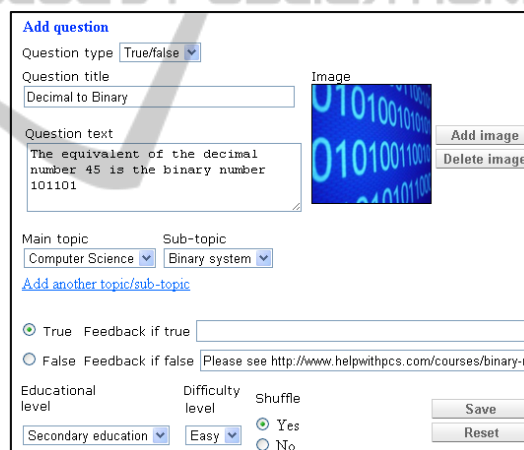 Add question
Question type True/false
Question title Image
Decimal to Binary
01010010101
Add image
Question text
The equivalent of the decimal
number 45 is the binary number
101101
Delete image
Main topic Sub-topic
Computer Science Binary system
Add another topic/sub-topic
True Feedback if true
False Feedback if false Please see http://www.helpwithpcs.com/courses/binary-
Educational level
Difficulty level
Shuffle
Secondary education
Easy
Yes
No
Save
Reset